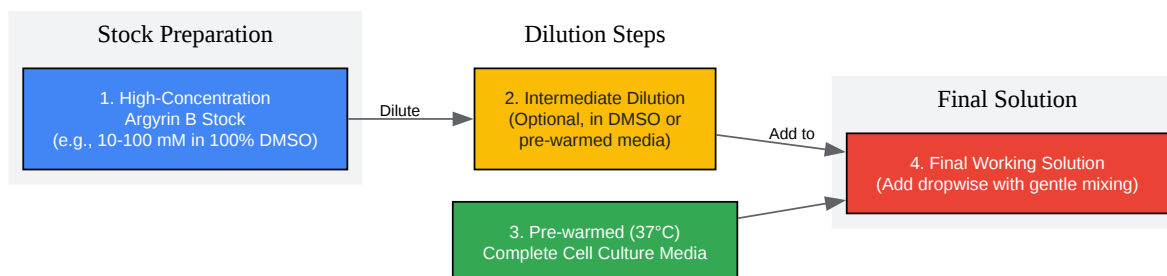 Stock Preparation
1. High-Concentration
Argyrin B Stock
(e.g., 10-100 mM in 100% DMSO)
Dilute
Dilution Steps
2. Intermediate Dilution
(Optional, in DMSO or
pre-warmed media)
3. Pre-warmed (37°C)
Complete Cell Culture Media
Add to
Final Solution
4. Final Working Solution
(Add dropwise with gentle mixing)